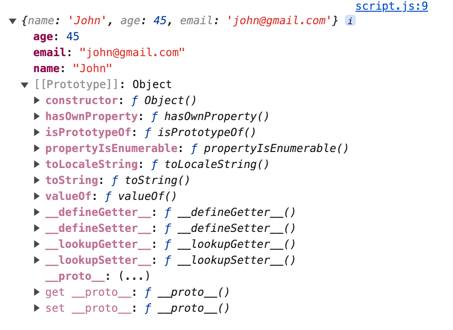 script.js:9
▼ {name: 'John', age: 45, email: 'john@gmail.com'} i
age: 45
email: "john@gmail.com"
name: "John"
▼ [[Prototype]]: Object
▶ constructor: ƒ Object()
▶ hasOwnProperty: ƒ hasOwnProperty()
▶ isPrototypeOf: ƒ isPrototypeOf()
▶ propertyIsEnumerable: ƒ propertyIsEnumerable()
▶ toLocaleString: ƒ toLocaleString()
▶ toString: ƒ toString()
▶ valueOf: ƒ valueOf()
▶ __defineGetter__: ƒ __defineGetter__()
▶ __defineSetter__: ƒ __defineSetter__()
▶ __lookupGetter__: ƒ __lookupGetter__()
▶ __lookupSetter__: ƒ __lookupSetter__()
__proto__: (...)
▶ get __proto__: ƒ __proto__()
▶ set __proto__: ƒ __proto__()